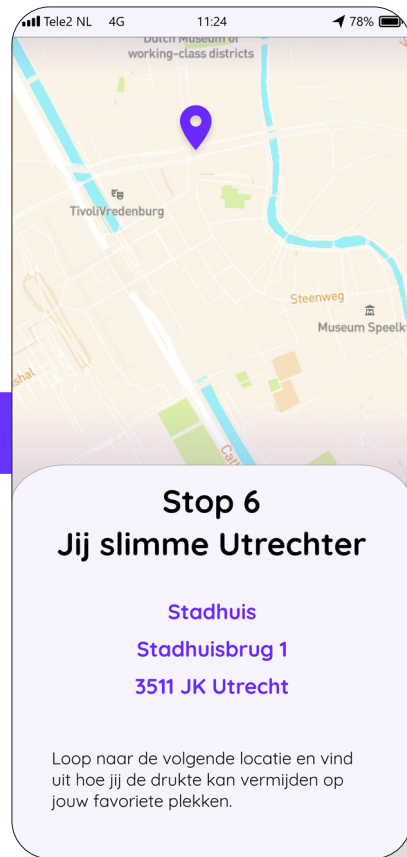 Tele2 NL 4G 11:24 78%
Dutch Museum of
working-class districts
TivoliVredenburg
Steenweg
Museum Speelk
shal
Cath
Stop 6
Jij slimme Utrechter
Stadhuis
Stadhuisbrug 1
3511 JK Utrecht
Loop naar de volgende locatie en vind
uit hoe jij de drukte kan vermijden op
jouw favoriete plekken.